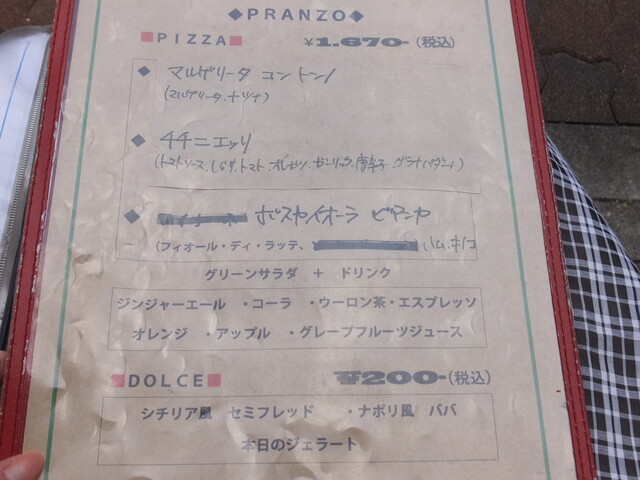 ◆PRANZO◆
■PIZZA■ ¥1.670-(税込)
◆ マルゲリータ コン トンノ
(マルゲリータ、ナツナ)
◆ チチニエッリ
(トマトソース、しらす、トマト、オレガノ、ガーリック、唐辛子、グラナパダーノ)
◆ ボスカイオーラ ビアンカ
(フィオール・ディ・ラッテ、 ハム、キノコ
グリーンサラダ + ドリンク
ジンジャーエール ・コーラ ・ウーロン茶・エスプレッソ
オレンジ ・アップル ・グレープフルーツジュース
■DOLCE■ ¥200-(税込)
シチリア風 セミフレッド ・ナポリ風 ババ
本日のジェラート